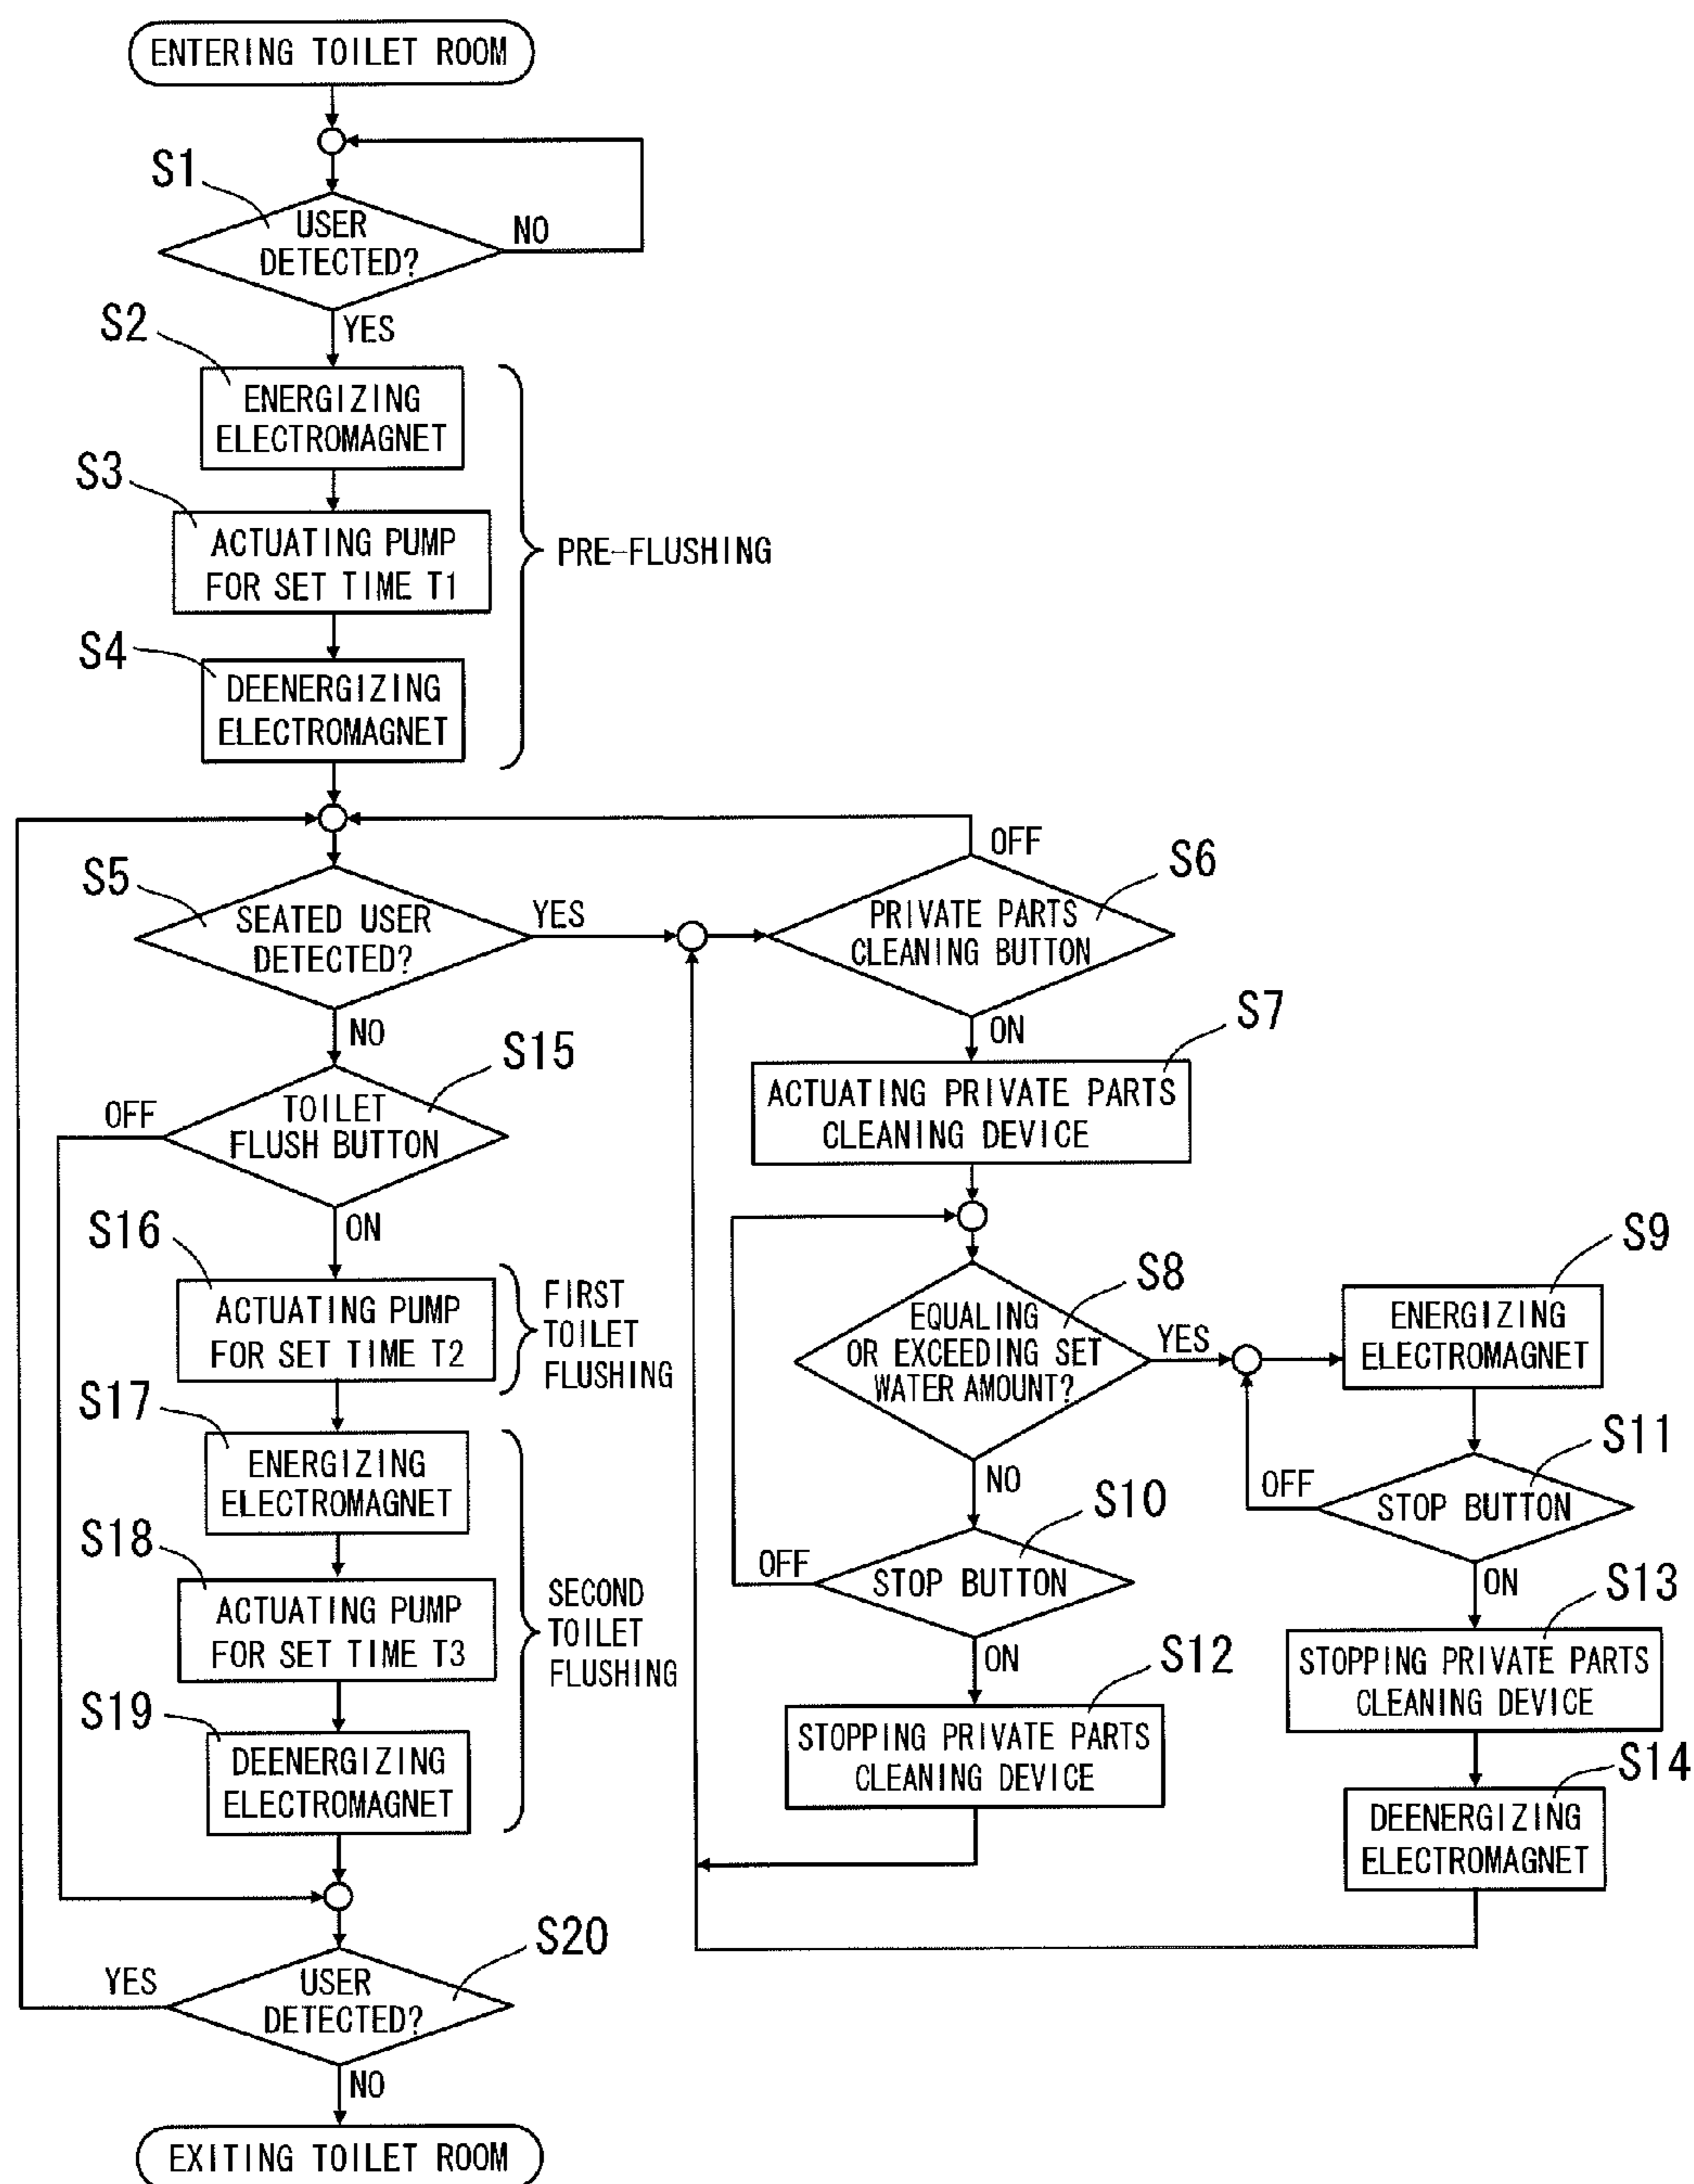 ENTERING TOILET ROOM
S1
USER
DETECTED?
NO
YES
S2
ENERGIZING
ELECTROMAGNET
S3
ACTUATING PUMP
FOR SET TIME T1
S4
DEENERGIZING
ELECTROMAGNET
PRE-FLUSHING
S5
SEATED USER
DETECTED?
YES
NO
S6
OFF
PRIVATE PARTS
CLEANING BUTTON
ON
S7
ACTUATING PRIVATE PARTS
CLEANING DEVICE
S8
EQUALING
OR EXCEEDING SET
WATER AMOUNT?
YES
NO
S9
ENERGIZING
ELECTROMAGNET
S10
OFF
STOP BUTTON
ON
S11
OFF
STOP BUTTON
ON
S12
STOPPING PRIVATE PARTS
CLEANING DEVICE
S13
STOPPING PRIVATE PARTS
CLEANING DEVICE
S14
DEENERGIZING
ELECTROMAGNET
S15
OFF
TOILET
FLUSH BUTTON
ON
S16
ACTUATING PUMP
FOR SET TIME T2
FIRST
TOILET
FLUSHING
S17
ENERGIZING
ELECTROMAGNET
S18
ACTUATING PUMP
FOR SET TIME T3
S19
DEENERGIZING
ELECTROMAGNET
SECOND
TOILET
FLUSHING
S20
YES
USER
DETECTED?
NO
EXITING TOILET ROOM